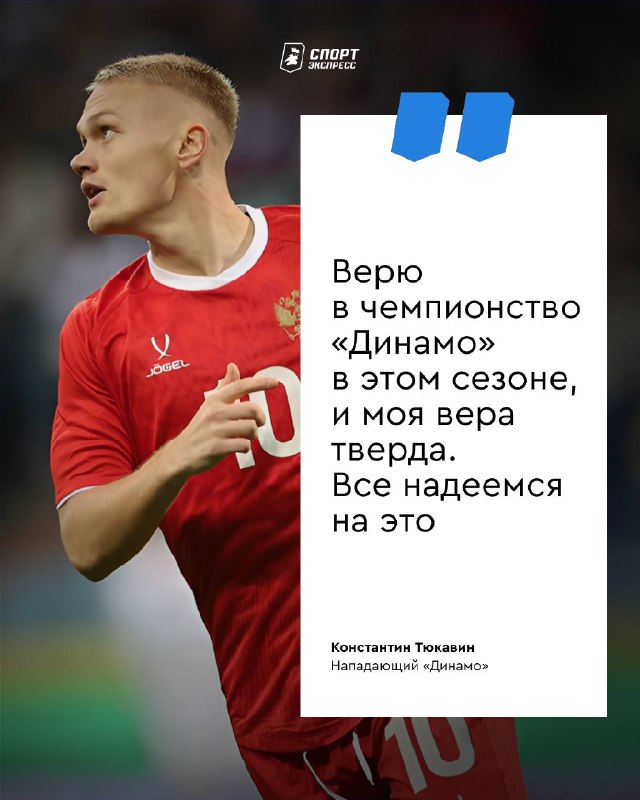 СПОРТ
ЭКСПРЕСС
Верю
в чемпионство
«Динамо»
в этом сезоне,
и моя вера
тверда.
Все надеемся
на это
JÖGEL
10
Константин Тюкавин
Нападающий «Динамо»
10